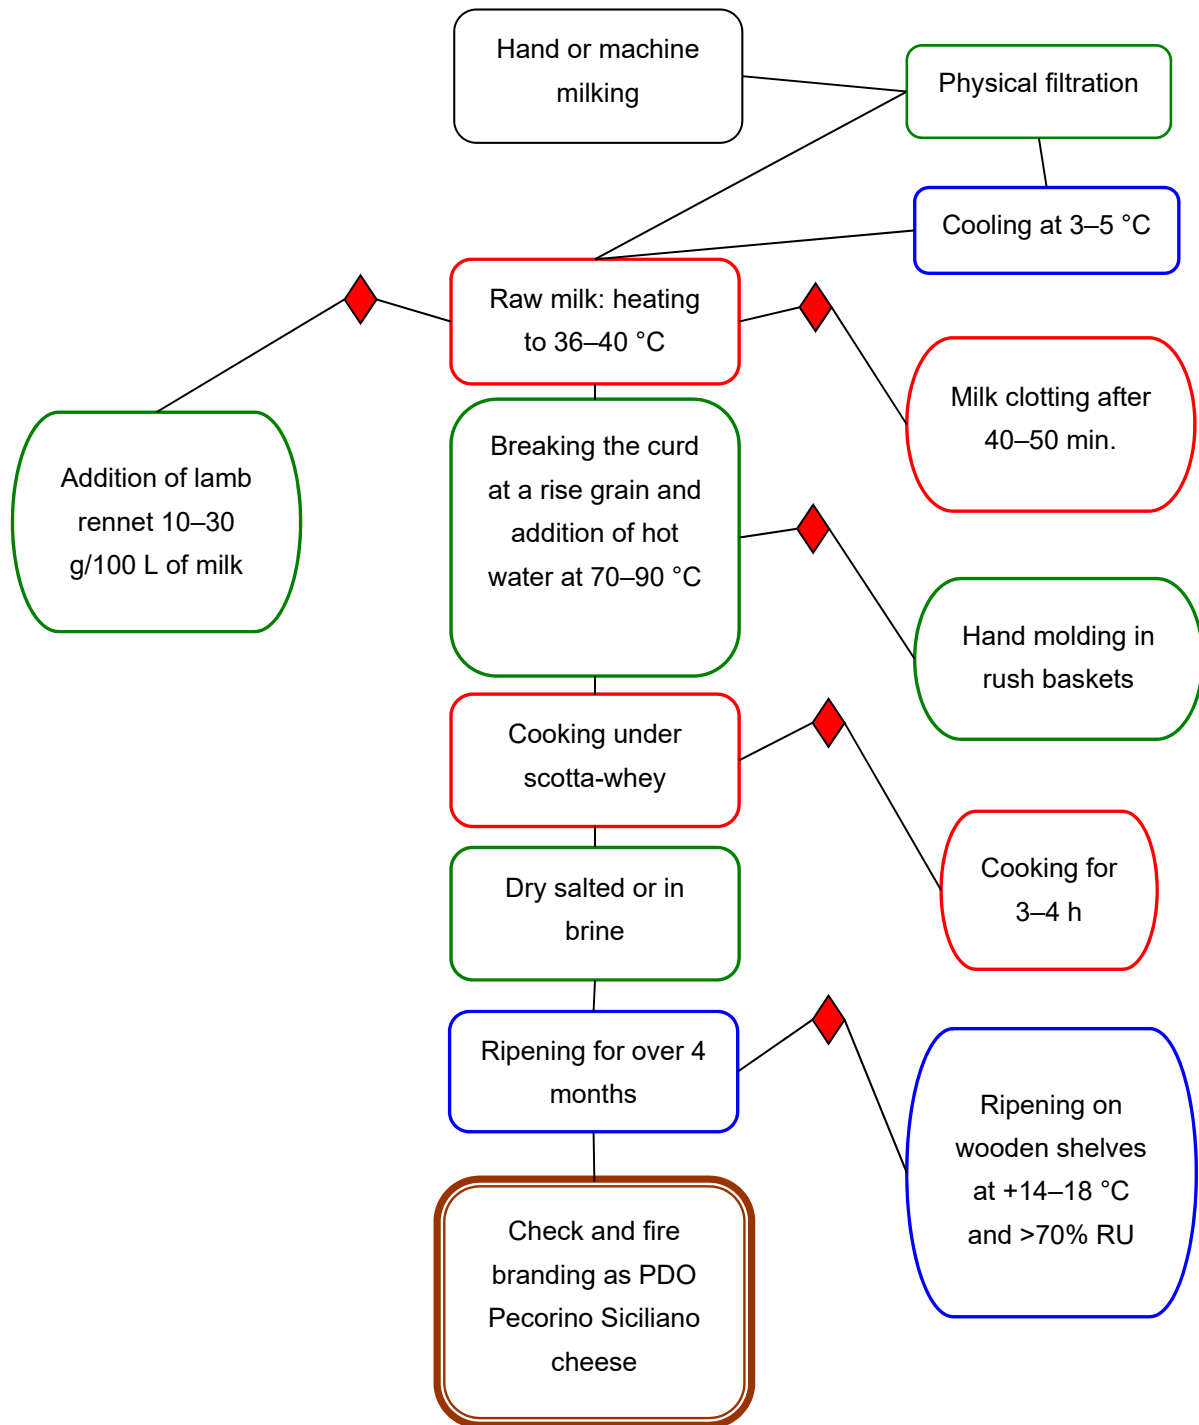 Hand or machine
milking
Physical filtration
Cooling at 3–5 °C
Raw milk: heating
to 36–40 °C
Milk clotting after
40–50 min.
Addition of lamb
rennet 10–30
g/100 L of milk
Breaking the curd
at a rise grain and
addition of hot
water at 70–90 °C
Hand molding in
rush baskets
Cooking under
scotta-whey
Cooking for
3–4 h
Dry salted or in
brine
Ripening for over 4
months
Ripening on
wooden shelves
at +14–18 °C
and >70% RU
Check and fire
branding as PDO
Pecorino Siciliano
cheese